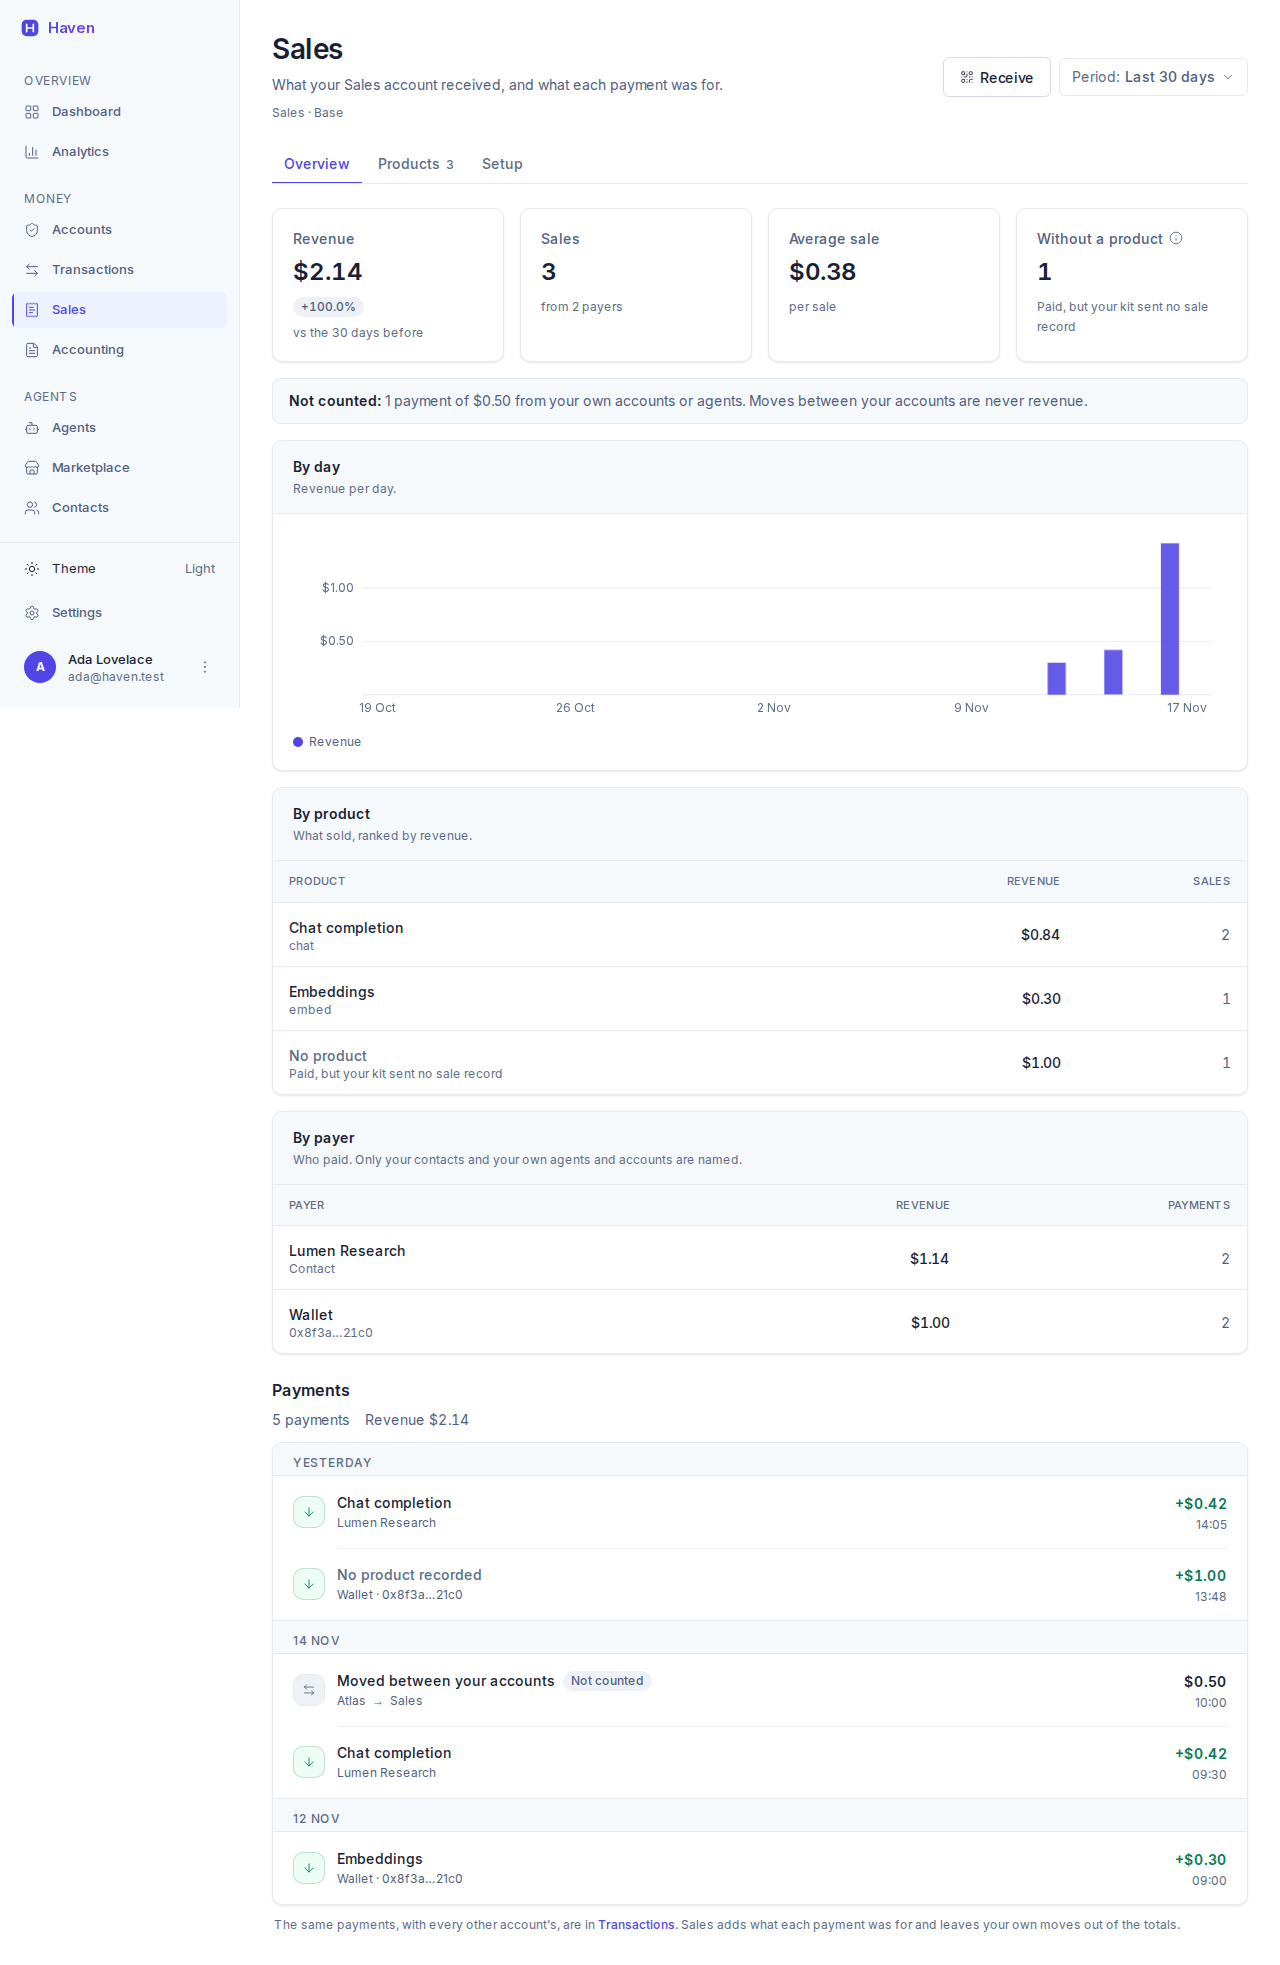 Haven
OVERVIEW
Dashboard
Analytics
MONEY
Accounts
Transactions
Sales
Accounting
AGENTS
Agents
Marketplace
Contacts
Theme Light
Settings
A
Ada Lovelace
ada@haven.test
Sales
What your Sales account received, and what each payment was for.
Sales · Base
Receive
Period: Last 30 days
Overview Products 3 Setup
Revenue
$2.14
+100.0%
vs the 30 days before
Sales
3
from 2 payers
Average sale
$0.38
per sale
Without a product
1
Paid, but your kit sent no sale
record
Not counted: 1 payment of $0.50 from your own accounts or agents. Moves between your accounts are never revenue.
By day
Revenue per day.
$1.00
$0.50
19 Oct 26 Oct 2 Nov 9 Nov 17 Nov
Revenue
By product
What sold, ranked by revenue.
PRODUCT REVENUE SALES
Chat completion
chat
$0.84 2
Embeddings
embed
$0.30 1
No product
Paid, but your kit sent no sale record
$1.00 1
By payer
Who paid. Only your contacts and your own agents and accounts are named.
PAYER REVENUE PAYMENTS
Lumen Research
Contact
$1.14 2
Wallet
0x8f3a…21c0
$1.00 2
Payments
5 payments Revenue $2.14
YESTERDAY
Chat completion
Lumen Research
+$0.42
14:05
No product recorded
Wallet · 0x8f3a…21c0
+$1.00
13:48
14 NOV
Moved between your accounts Not counted
Atlas → Sales
$0.50
10:00
Chat completion
Lumen Research
+$0.42
09:30
12 NOV
Embeddings
Wallet · 0x8f3a…21c0
+$0.30
09:00
The same payments, with every other account's, are in Transactions. Sales adds what each payment was for and leaves your own moves out of the totals.